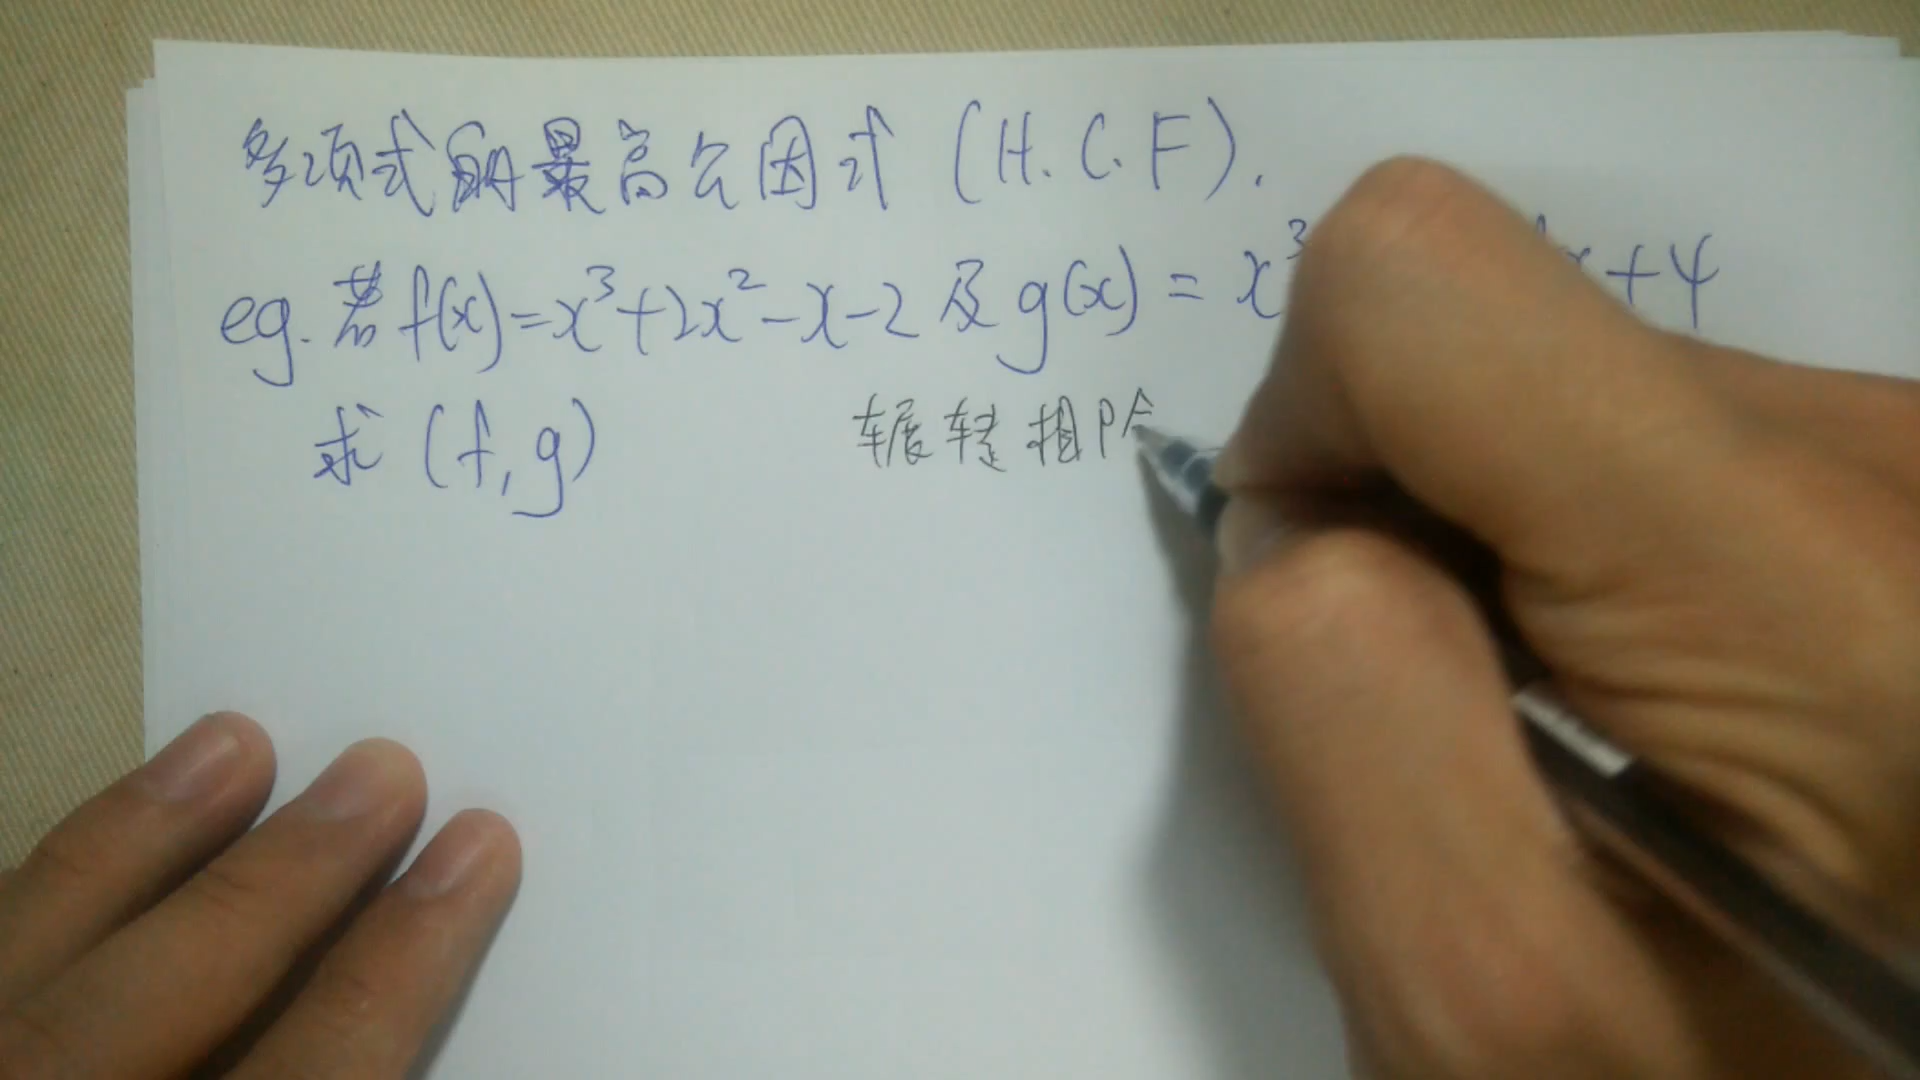 多项式的最高公因式 (H.C.F).
eg. 若 f(x)=x³+2x²-x-2 及 g(x) = x³ x+4
求 (f,g)
辗转相除